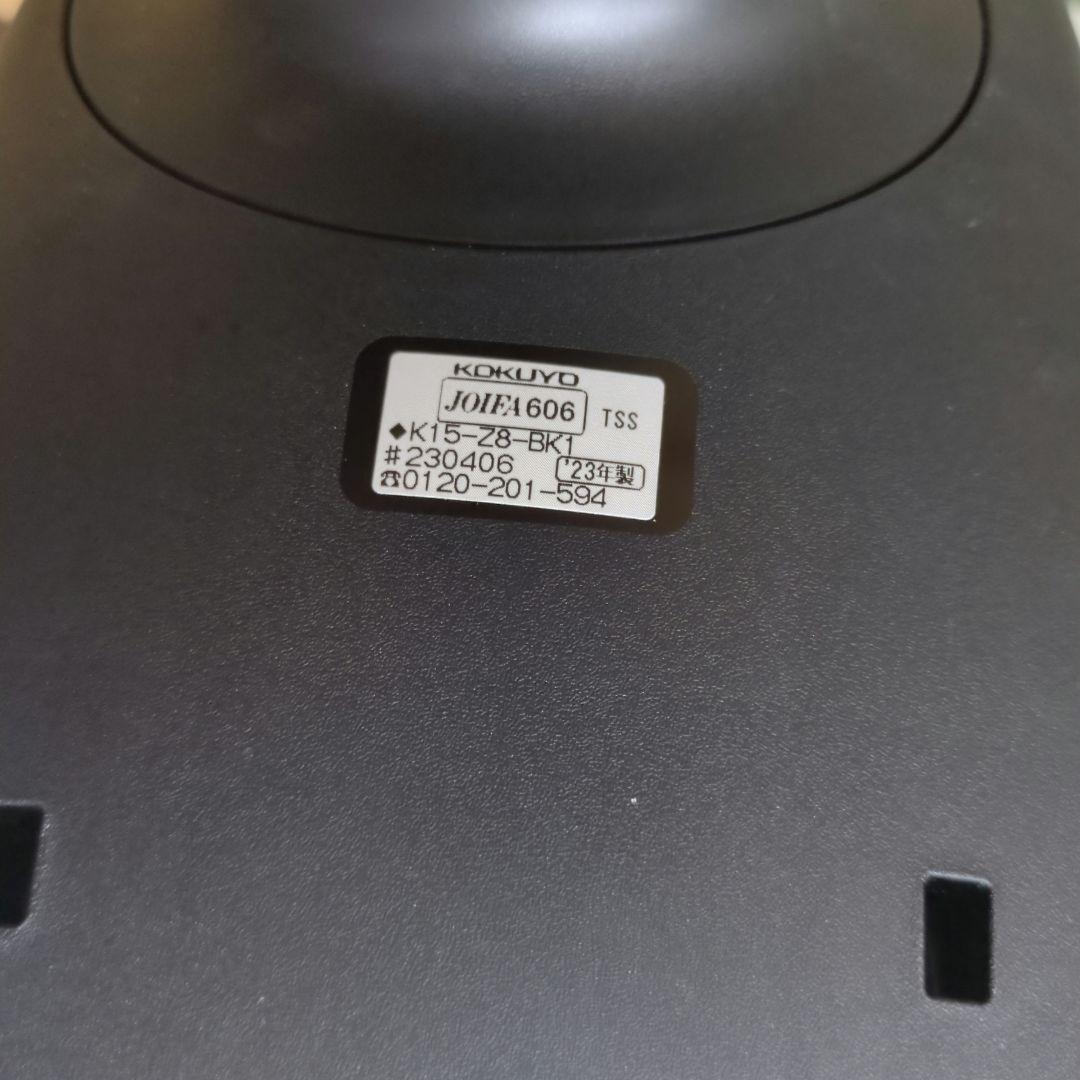 KOKUYO
JOIFA606 TSS
◆K15-Z8-BK1
#230406 '23年製
☎0120-201-594